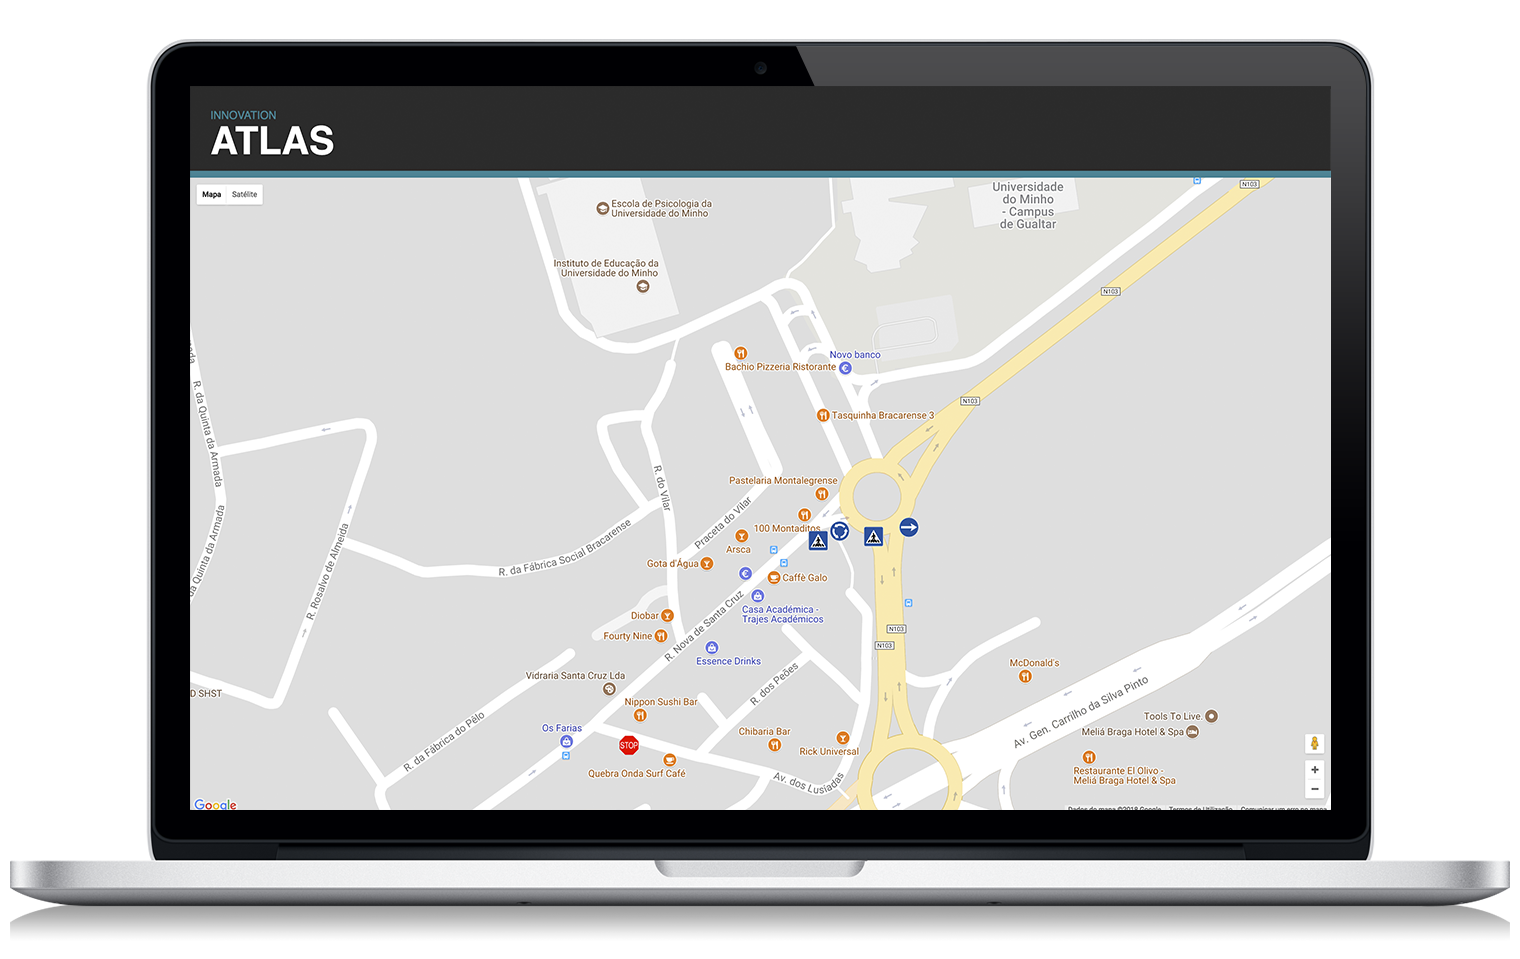 INNOVATION
ATLAS
Mapa
Satélite
Escola de Psicologia da
Universidade do Minho
Universidade
do Minho
- Campus
de Gualtar
N103
Instituto de Educação da
Universidade do Minho
N103
Novo banco
Bachio Pizzeria Ristorante
N103
Tasquinha Bracarense 3
R. da Quinta da Armada
R. do Vilar
Pastelaria Montalegrense
Praceta do Vilar
100 Montaditos
R. da Fábrica Social Bracarense
Arsca
Gota d'Água
Caffè Galo
R. Rosalvo de Almeida
da Quinta da Armada
Casa Académica -
Trajes Académicos
Diobar
Fourty Nine
R. Nova de Santa Cruz
N103
N103
Essence Drinks
McDonald's
Vidraria Santa Cruz Lda
R. dos Peões
D SHST
Nippon Sushi Bar
Av. Gen. Carrilho da Silva Pinto
Tools To Live.
Os Farias
Chibaria Bar
Meliá Braga Hotel & Spa
R. da Fábrica do Pêlo
STOP
Rick Universal
Quebra Onda Surf Café
Restaurante El Olivo -
Meliá Braga Hotel & Spa
Av. dos Lusíadas
+
−
Google
Dados do mapa ©2018 Google
Termos de Utilização
Comunicar um erro no mapa